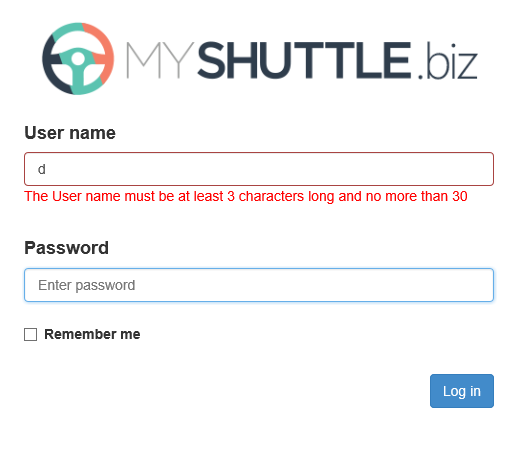 MYSHUTTLE.biz
User name
d
The User name must be at least 3 characters long and no more than 30
Password
Enter password
Remember me
Log in